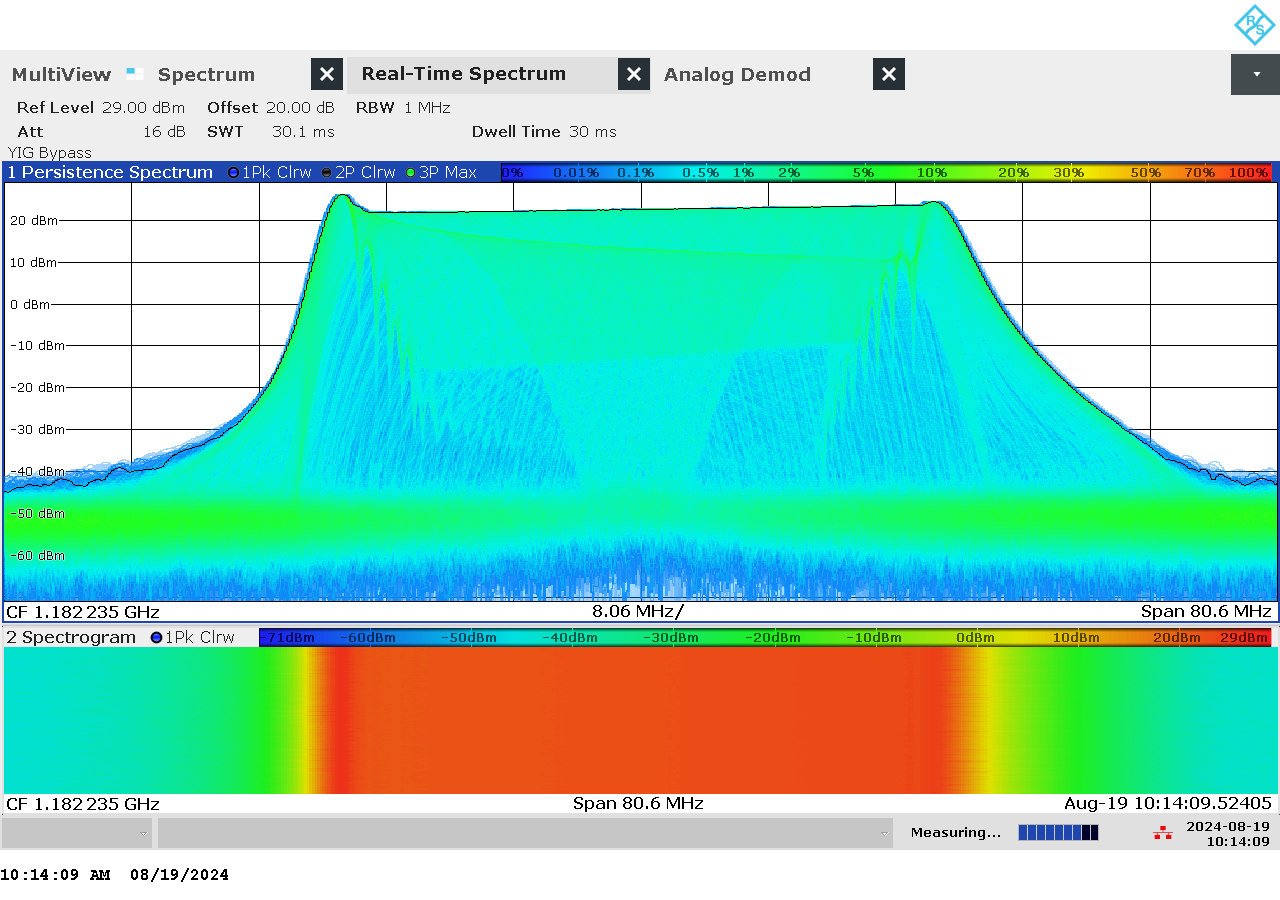 R S
MultiView Spectrum Real-Time Spectrum Analog Demod
Ref Level 29.00 dBm Offset 20.00 dB RBW 1 MHz
Att 16 dB SWT 30.1 ms Dwell Time 30 ms
YIG Bypass
1 Persistence Spectrum 1Pk Clrw 2P Clrw 3P Max 0% 0.01% 0.1% 0.5% 1% 2% 5% 10% 20% 30% 50% 70% 100%
20 dBm
10 dBm
0 dBm
-10 dBm
-20 dBm
-30 dBm
-40 dBm
-50 dBm
-60 dBm
CF 1.182 235 GHz 8.06 MHz/ Span 80.6 MHz
2 Spectrogram 1Pk Clrw -71dBm -60dBm -50dBm -40dBm -30dBm -20dBm -10dBm 0dBm 10dBm 20dBm 29dBm
CF 1.182 235 GHz Span 80.6 MHz Aug-19 10:14:09.52405
Measuring... 2024-08-19
10:14:09
10:14:09 AM 08/19/2024